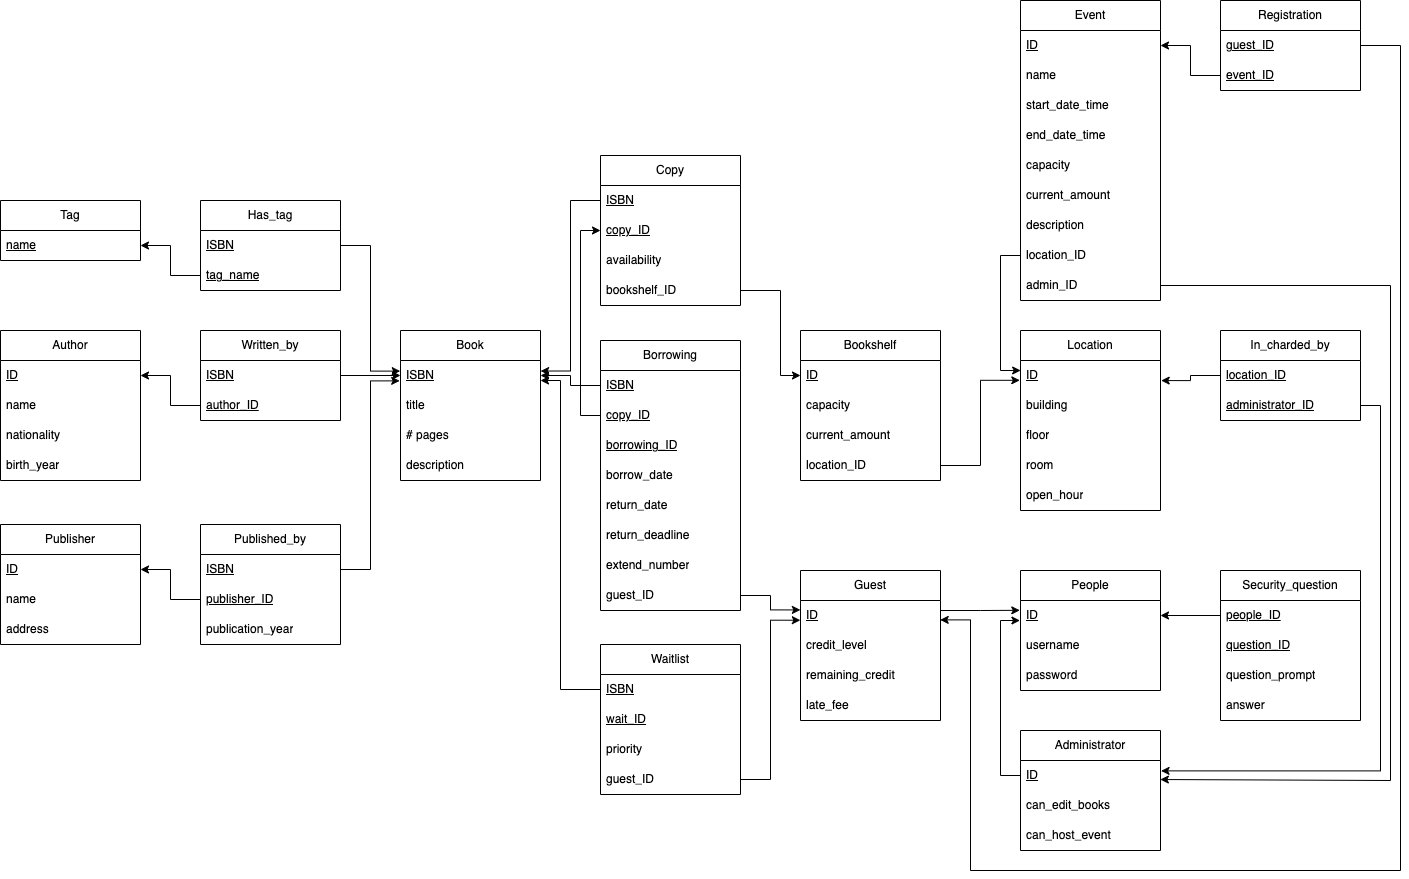 Event
ID
name
start_date_time
end_date_time
capacity
current_amount
description
location_ID
admin_ID
Registration
guest_ID
event_ID
Copy
ISBN
copy_ID
availability
bookshelf_ID
Tag
name
Has_tag
ISBN
tag_name
Author
ID
name
nationality
birth_year
Written_by
ISBN
author_ID
Book
ISBN
title
# pages
description
Borrowing
ISBN
copy_ID
borrowing_ID
borrow_date
return_date
return_deadline
extend_number
guest_ID
Bookshelf
ID
capacity
current_amount
location_ID
Location
ID
building
floor
room
open_hour
In_charded_by
location_ID
administrator_ID
Publisher
ID
name
address
Published_by
ISBN
publisher_ID
publication_year
Waitlist
ISBN
wait_ID
priority
guest_ID
Guest
ID
credit_level
remaining_credit
late_fee
People
ID
username
password
Security_question
people_ID
question_ID
question_prompt
answer
Administrator
ID
can_edit_books
can_host_event